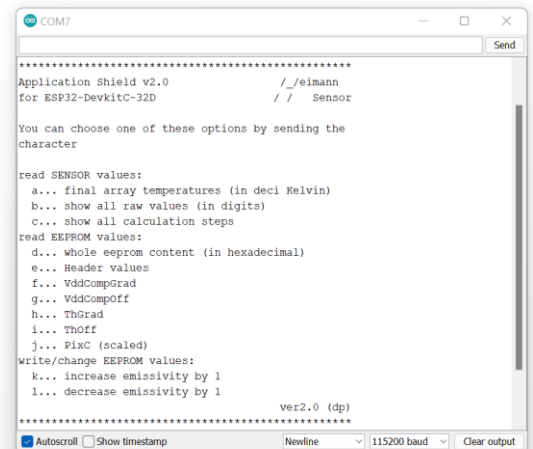 COM7
Send
**************************************************
Application Shield v2.0 /_/eimann
for ESP32-DevkitC-32D / / Sensor
You can choose one of these options by sending the
character
read SENSOR values:
a... final array temperatures (in deci Kelvin)
b... show all raw values (in digits)
c... show all calculation steps
read EEPROM values:
d... whole eeprom content (in hexadecimal)
e... Header values
f... VddCompGrad
g... VddCompOff
h... ThGrad
i... ThOff
j... PixC (scaled)
write/change EEPROM values:
k... increase emissivity by 1
l... decrease emissivity by 1
ver2.0 (dp)
**************************************************
Autoscroll Show timestamp Newline 115200 baud Clear output